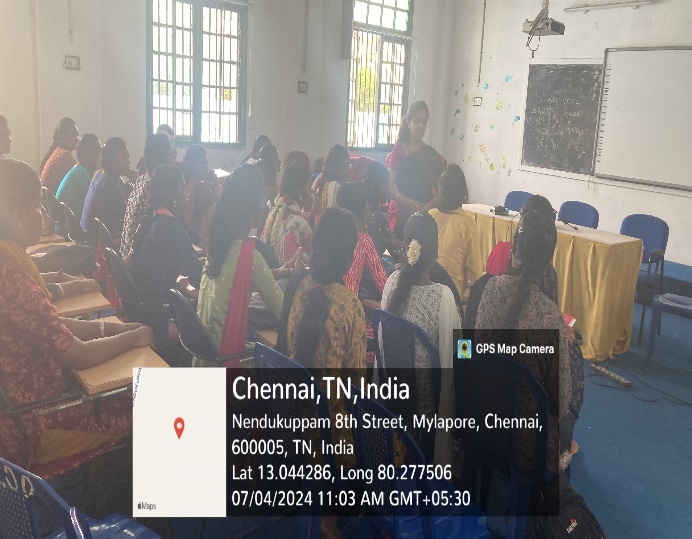 GPS Map Camera
Chennai,TN,India
Nendukuppam 8th Street, Mylapore, Chennai,
600005, TN, India
Lat 13.044286, Long 80.277506
07/04/2024 11:03 AM GMT+05:30
Maps